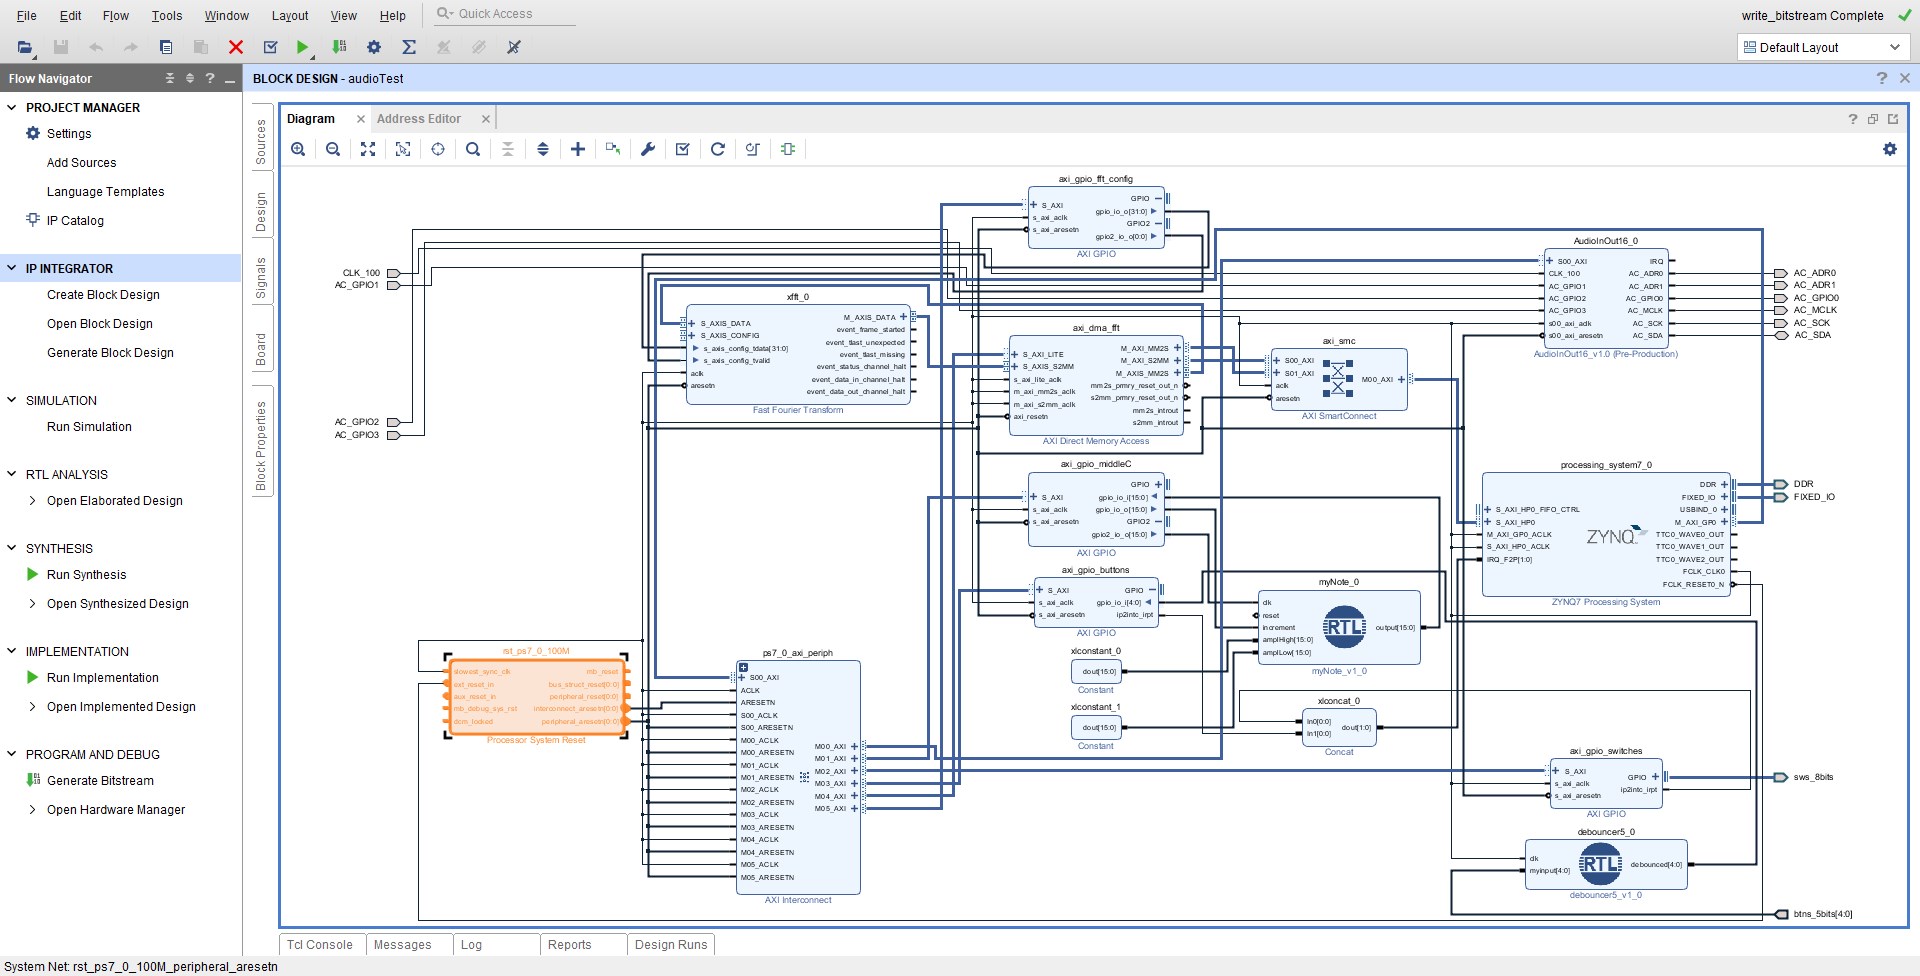 File Edit Flow Tools Window Layout View Help Quick Access write_bitstream Complete
Default Layout
Flow Navigator
BLOCK DESIGN - audioTest
PROJECT MANAGER
Settings
Add Sources
Language Templates
IP Catalog
IP INTEGRATOR
Create Block Design
Open Block Design
Generate Block Design
SIMULATION
Run Simulation
RTL ANALYSIS
Open Elaborated Design
SYNTHESIS
Run Synthesis
Open Synthesized Design
IMPLEMENTATION
Run Implementation
Open Implemented Design
PROGRAM AND DEBUG
Generate Bitstream
Open Hardware Manager
Sources
Design
Signals
Board
Block Properties
Diagram
Address Editor
CLK_100
AC_GPIO1
AC_GPIO2
AC_GPIO3
axi_gpio_fft_config
S_AXI
s_axi_aclk
s_axi_aresetn
GPIO
gpio_io_o[31:0]
GPIO2
gpio2_io_o[0:0]
AXI GPIO
xfft_0
S_AXIS_DATA
S_AXIS_CONFIG
s_axis_config_tdata[31:0]
s_axis_config_tvalid
aclk
aresetn
M_AXIS_DATA
event_frame_started
event_tlast_unexpected
event_tlast_missing
event_status_channel_halt
event_data_in_channel_halt
event_data_out_channel_halt
Fast Fourier Transform
axi_dma_fft
S_AXI_LITE
S_AXIS_S2MM
s_axi_lite_aclk
m_axi_mm2s_aclk
m_axi_s2mm_aclk
axi_resetn
M_AXI_MM2S
M_AXI_S2MM
M_AXIS_MM2S
mm2s_prmry_reset_out_n
s2mm_prmry_reset_out_n
mm2s_introut
s2mm_introut
AXI Direct Memory Access
axi_smc
S00_AXI
S01_AXI
aclk
aresetn
M00_AXI
AXI SmartConnect
AudioInOut16_0
S00_AXI
CLK_100
AC_GPIO1
AC_GPIO2
AC_GPIO3
s00_axi_aclk
s00_axi_aresetn
IRQ
AC_ADR0
AC_ADR1
AC_GPIO0
AC_MCLK
AC_SCK
AC_SDA
AudioInOut16_v1.0 (Pre-Production)
AC_ADR0
AC_ADR1
AC_GPIO0
AC_MCLK
AC_SCK
AC_SDA
axi_gpio_middleC
S_AXI
s_axi_aclk
s_axi_aresetn
GPIO
gpio_io_i[15:0]
gpio_io_o[15:0]
GPIO2
gpio2_io_o[15:0]
AXI GPIO
processing_system7_0
S_AXI_HP0_FIFO_CTRL
S_AXI_HP0
M_AXI_GP0_ACLK
S_AXI_HP0_ACLK
IRQ_F2P[1:0]
ZYNQ
DDR
FIXED_IO
USBIND_0
M_AXI_GP0
TTC0_WAVE0_OUT
TTC0_WAVE1_OUT
TTC0_WAVE2_OUT
FCLK_CLK0
FCLK_RESET0_N
ZYNQ7 Processing System
DDR
FIXED_IO
axi_gpio_buttons
S_AXI
s_axi_aclk
s_axi_aresetn
GPIO
gpio_io_i[4:0]
ip2intc_irpt
AXI GPIO
myNote_0
clk
reset
increment
amplHigh[15:0]
amplLow[15:0]
RTL
output[15:0]
myNote_v1_0
rst_ps7_0_100M
slowest_sync_clk
ext_reset_in
aux_reset_in
mb_debug_sys_rst
dcm_locked
mb_reset
bus_struct_reset[0:0]
peripheral_reset[0:0]
interconnect_aresetn[0:0]
peripheral_aresetn[0:0]
Processor System Reset
ps7_0_axi_periph
S00_AXI
ACLK
ARESETN
S00_ACLK
S00_ARESETN
M00_ACLK
M00_ARESETN
M01_ACLK
M01_ARESETN
M02_ACLK
M02_ARESETN
M03_ACLK
M03_ARESETN
M04_ACLK
M04_ARESETN
M05_ACLK
M05_ARESETN
M00_AXI
M01_AXI
M02_AXI
M03_AXI
M04_AXI
M05_AXI
AXI Interconnect
xlconstant_0
dout[15:0]
Constant
xlconstant_1
dout[15:0]
Constant
xlconcat_0
In0[0:0]
In1[0:0]
dout[1:0]
Concat
axi_gpio_switches
S_AXI
s_axi_aclk
s_axi_aresetn
GPIO
ip2intc_irpt
AXI GPIO
sws_8bits
debouncer5_0
clk
myinput[4:0]
RTL
debounced[4:0]
debouncer5_v1_0
btns_5bits[4:0]
Tcl Console Messages Log Reports Design Runs
System Net: rst_ps7_0_100M_peripheral_aresetn